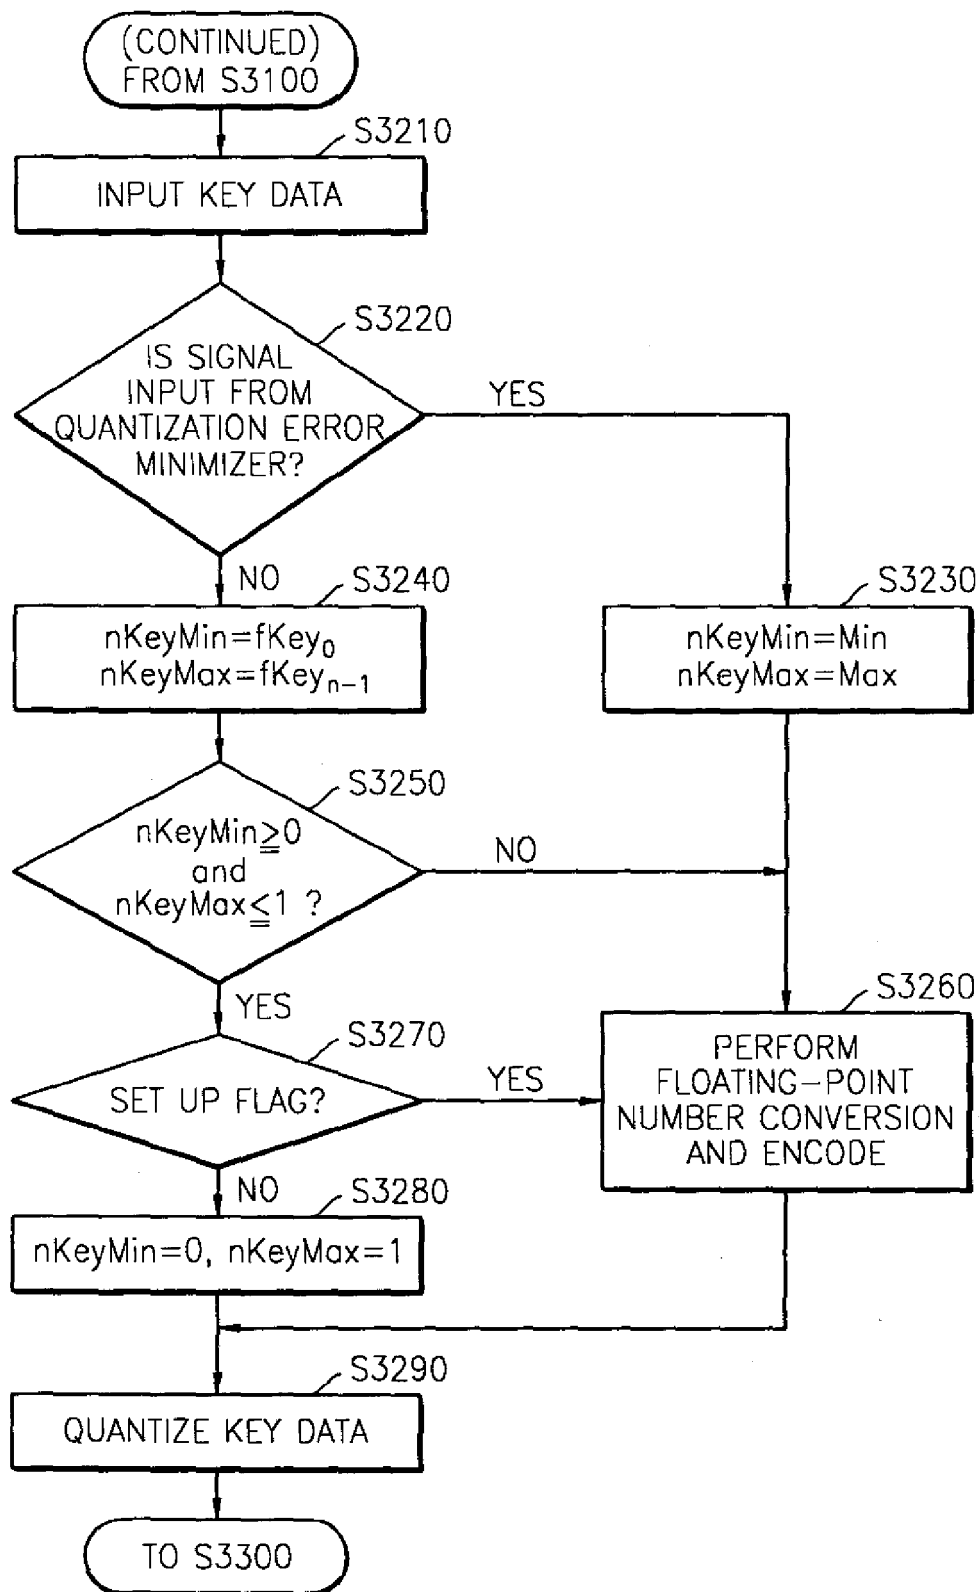 (CONTINUED)
FROM S3100
S3210
INPUT KEY DATA
S3220
IS SIGNAL
INPUT FROM
QUANTIZATION ERROR
MINIMIZER?
YES
NO
S3240
nKeyMin=fKey₀
nKeyMax=fKeyₙ₋₁
S3230
nKeyMin=Min
nKeyMax=Max
S3250
nKeyMin≧0
and
nKeyMax≦1 ?
NO
YES
S3260
PERFORM
FLOATING-POINT
NUMBER CONVERSION
AND ENCODE
S3270
SET UP FLAG?
YES
NO
S3280
nKeyMin=0, nKeyMax=1
S3290
QUANTIZE KEY DATA
TO S3300